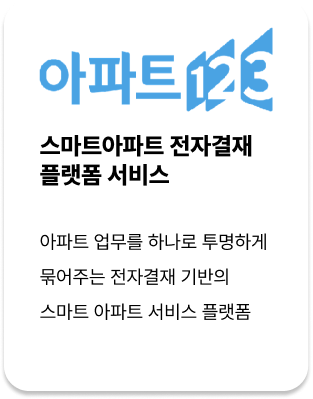 아파트123
스마트아파트 전자결재
플랫폼 서비스
아파트 업무를 하나로 투명하게
묶어주는 전자결재 기반의
스마트 아파트 서비스 플랫폼